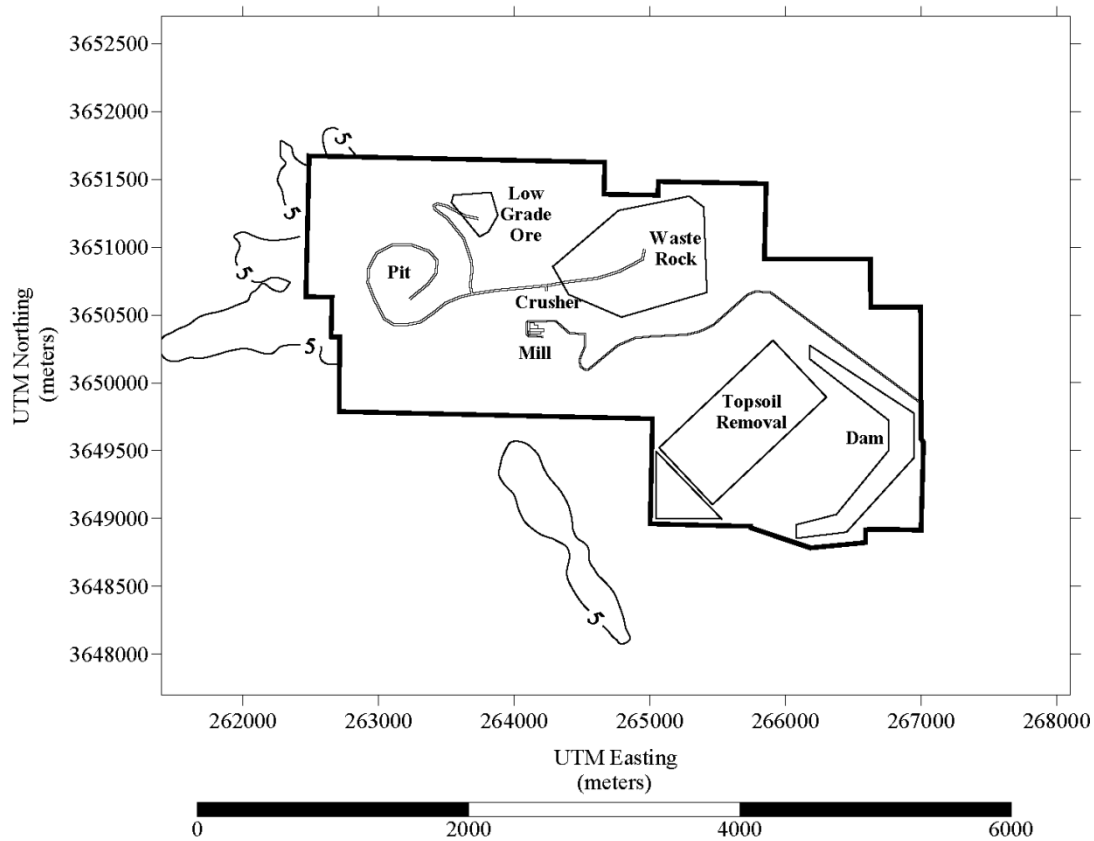 3652500
3652000
3651500
3651000
3650500
3650000
3649500
3649000
3648500
3648000
UTM Northing
(meters)
5
5
5
5
5
5
Low
Grade
Ore
Pit
Waste
Rock
Crusher
Mill
Topsoil
Removal
Dam
262000 263000 264000 265000 266000 267000 268000
UTM Easting
(meters)
0 2000 4000 6000